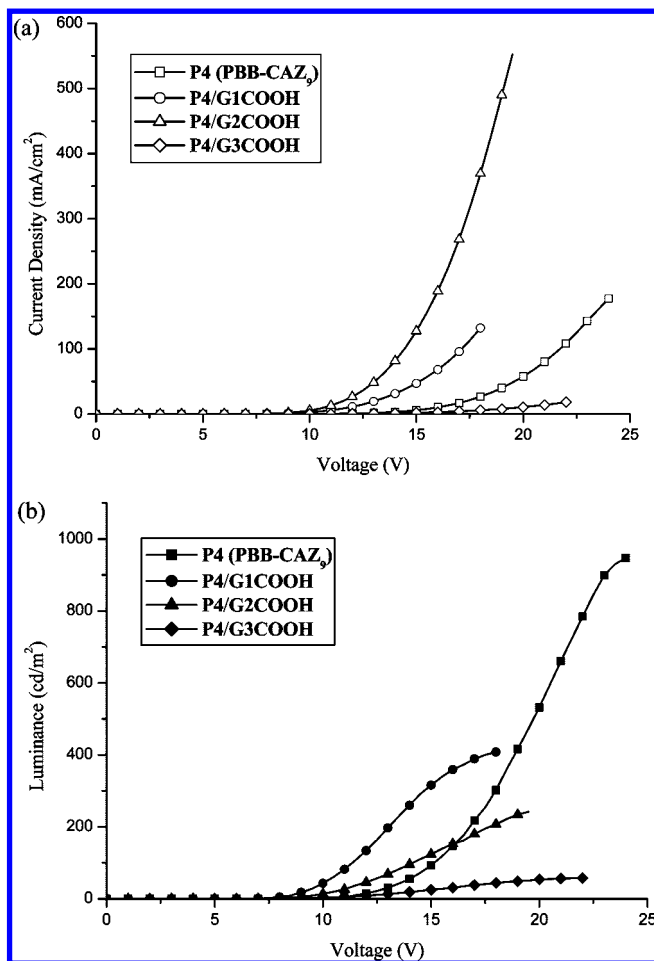 (a)
600
500
400
300
200
100
0
Current Density (mA/cm²)
P4 (PBB-CAZ₉)
P4/G1COOH
P4/G2COOH
P4/G3COOH
0 5 10 15 20 25
Voltage (V)
(b)
1000
800
600
400
200
0
Luminance (cd/m²)
P4 (PBB-CAZ₉)
P4/G1COOH
P4/G2COOH
P4/G3COOH
0 5 10 15 20 25
Voltage (V)